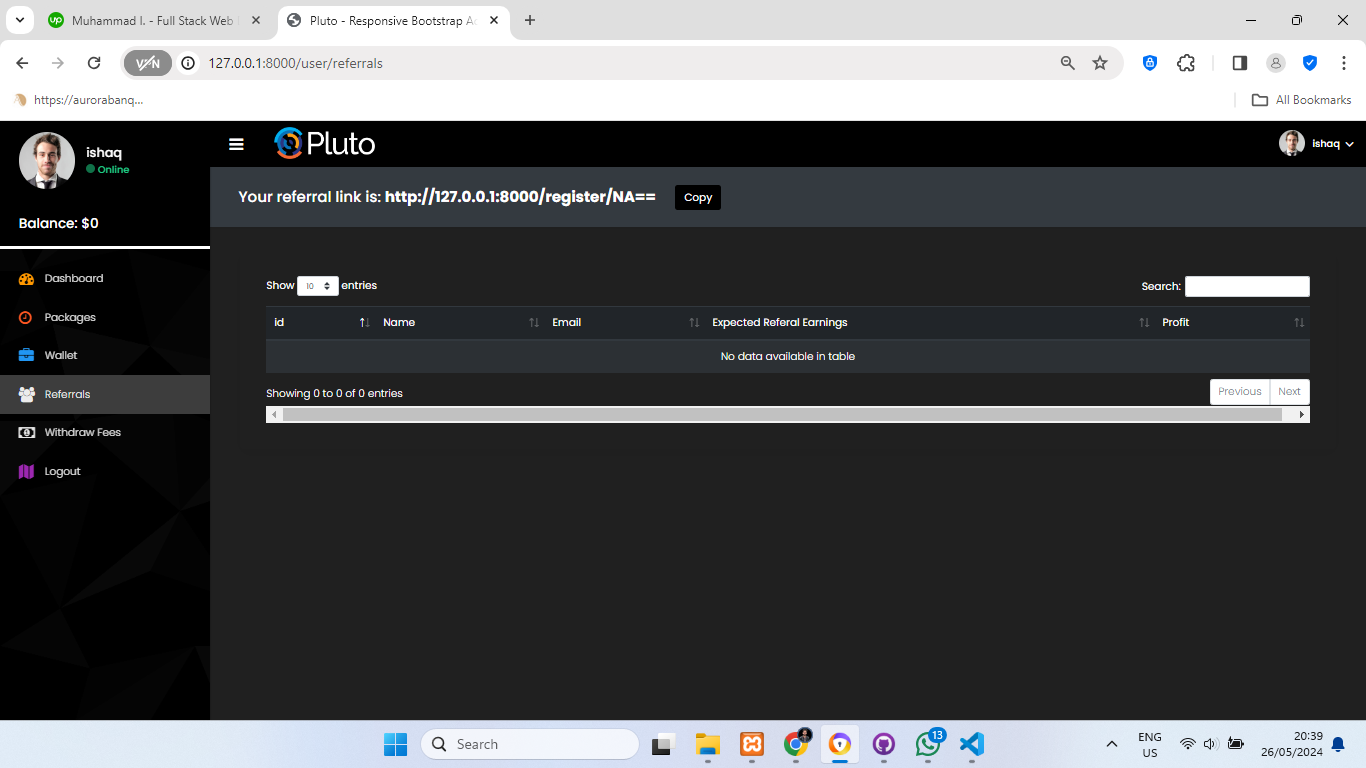 Muhammad I. - Full Stack Web
Pluto - Responsive Bootstrap Ad
VPN
127.0.0.1:8000/user/referrals
https://aurorabanq...
All Bookmarks
ishaq
Online
Balance: $0
Pluto
ishaq
Your referral link is: http://127.0.0.1:8000/register/NA==
Copy
Dashboard
Packages
Wallet
Referrals
Withdraw Fees
Logout
Show 10 entries
Search:
id Name Email Expected Referal Earnings Profit
No data available in table
Showing 0 to 0 of 0 entries
Previous Next
Search
13
ENG
US
20:39
26/05/2024